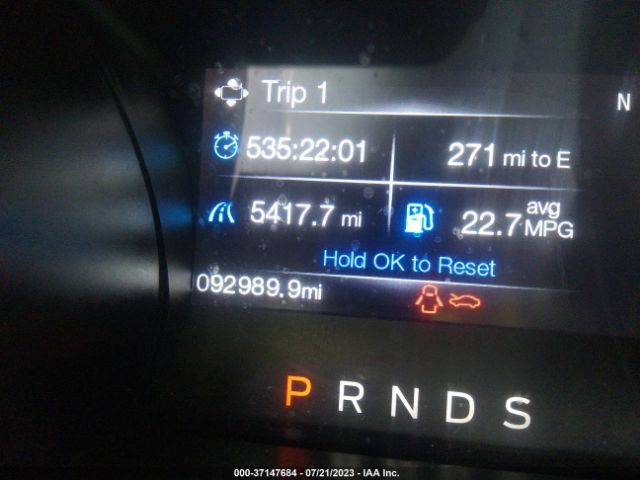 Trip 1
N
535:22:01
271 mi to E
5417.7 mi
22.7 avg MPG
Hold OK to Reset
092989.9mi
P R N D S
000-37147684 - 07/21/2023 - IAA Inc.